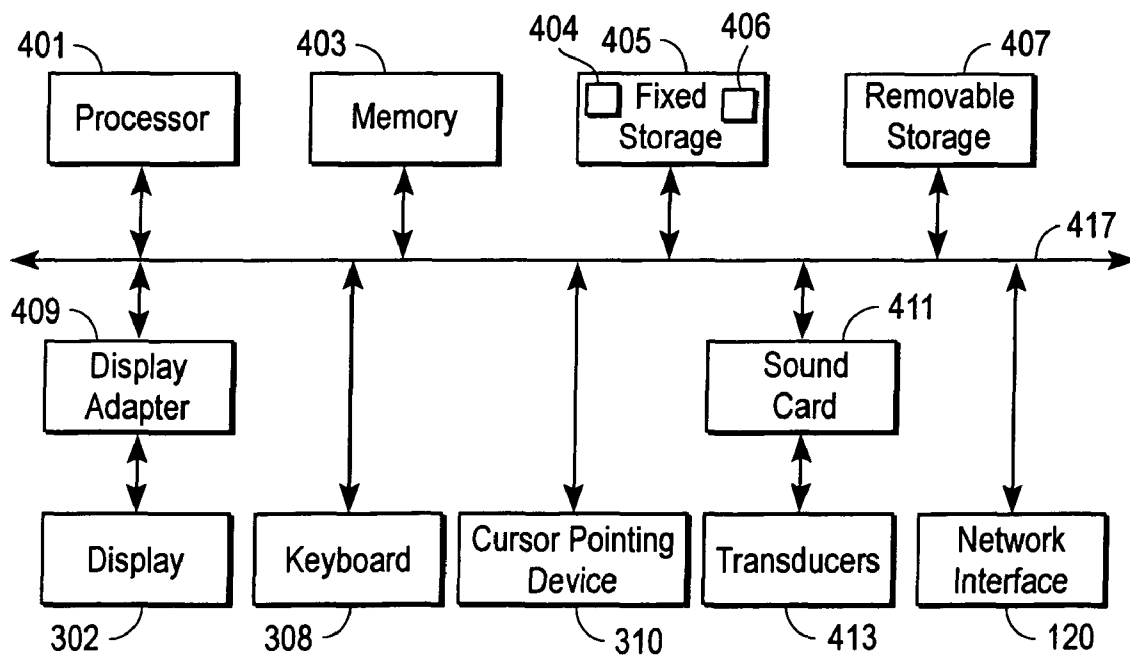 401
403
404
405
406
407
Processor
Memory
Fixed
Storage
Removable
Storage
417
409
411
Display
Adapter
Sound
Card
Display
Keyboard
Cursor Pointing
Device
Transducers
Network
Interface
302
308
310
413
120